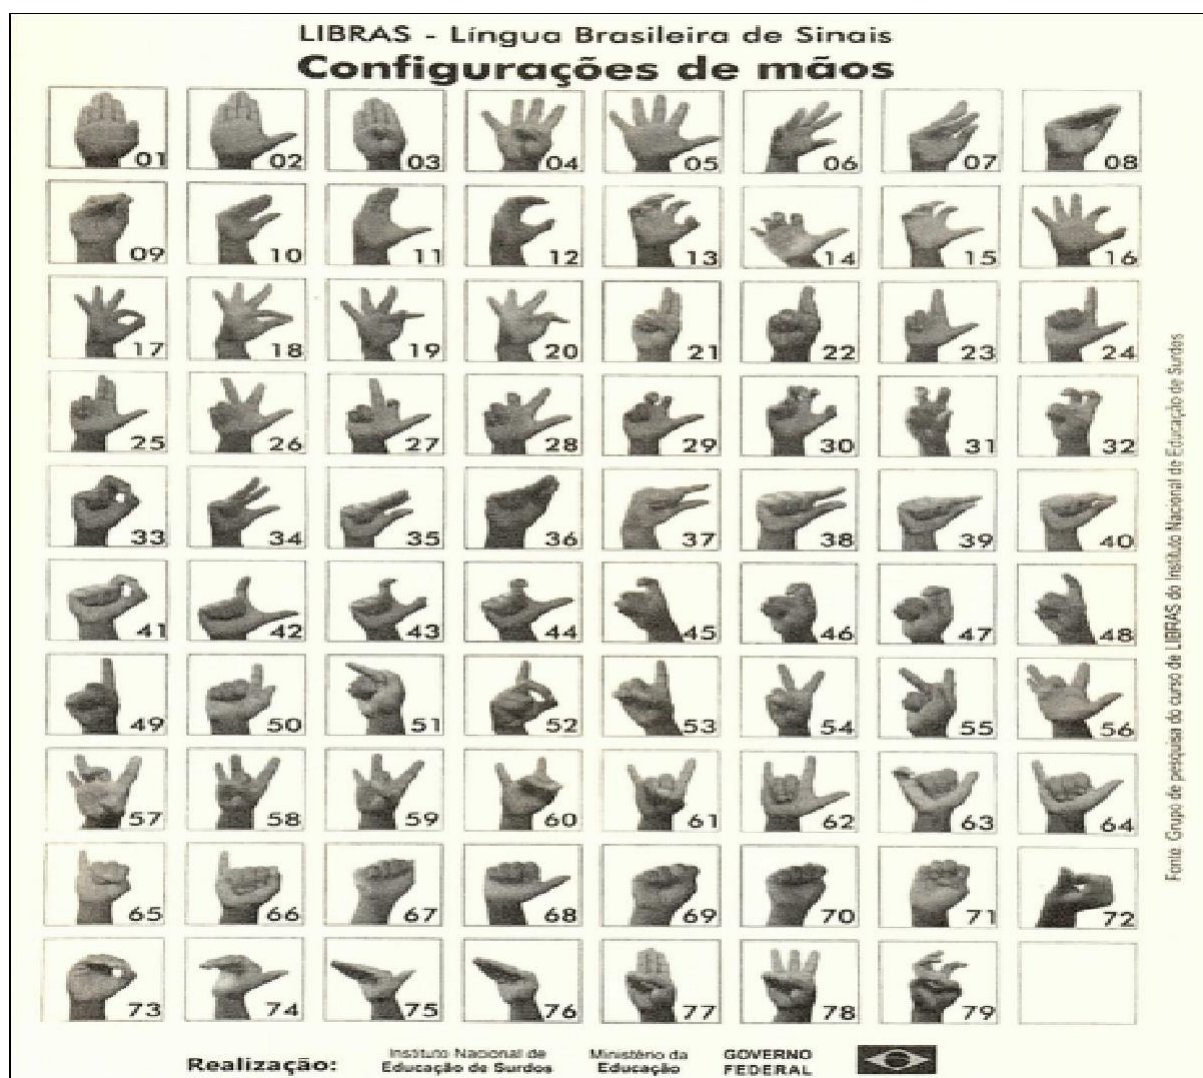 LIBRAS - Língua Brasileira de Sinais
Configurações de mãos
01 02 03 04 05 06 07 08
09 10 11 12 13 14 15 16
17 18 19 20 21 22 23 24
25 26 27 28 29 30 31 32
33 34 35 36 37 38 39 40
41 42 43 44 45 46 47 48
49 50 51 52 53 54 55 56
57 58 59 60 61 62 63 64
65 66 67 68 69 70 71 72
73 74 75 76 77 78 79
Fonte: Grupo de pesquisa do curso de LIBRAS do Instituto Nacional de Educação de Surdos
Realização:
Instituto Nacional de
Educação de Surdos
Ministério da
Educação
GOVERNO
FEDERAL